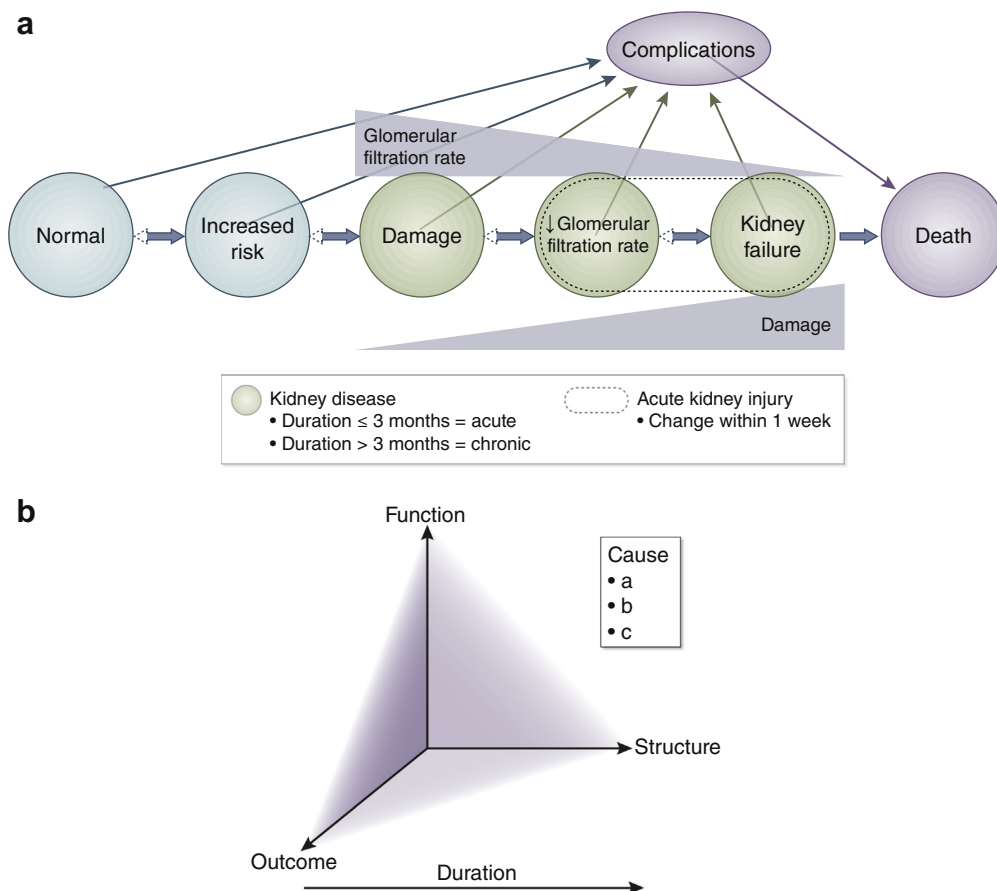 a
Complications
Glomerular
filtration rate
Normal
Increased
risk
Damage
↓ Glomerular
filtration rate
Kidney
failure
Death
Damage
Kidney disease
• Duration ≤ 3 months = acute
• Duration > 3 months = chronic
Acute kidney injury
• Change within 1 week
b
Function
Cause
• a
• b
• c
Structure
Outcome
Duration